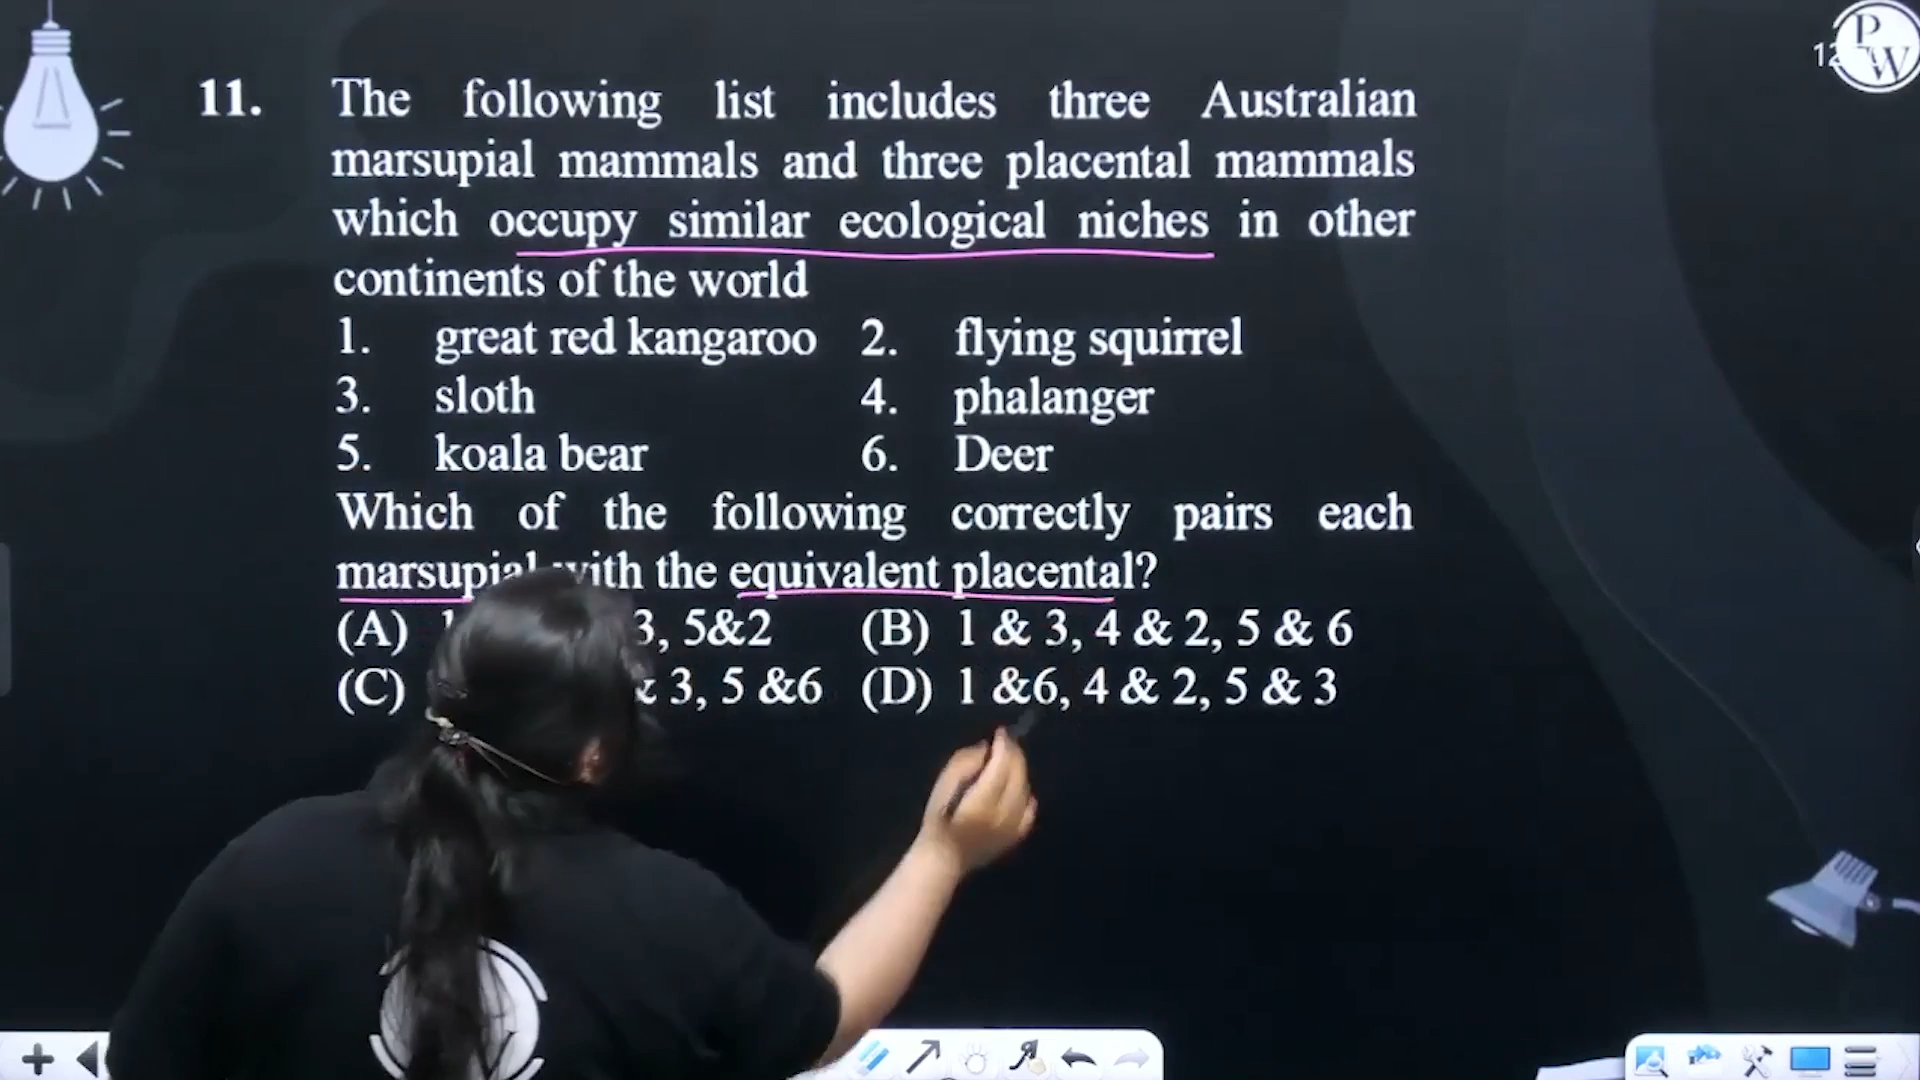 11. The following list includes three Australian
marsupial mammals and three placental mammals
which occupy similar ecological niches in other
continents of the world
1. great red kangaroo 2. flying squirrel
3. sloth 4. phalanger
5. koala bear 6. Deer
Which of the following correctly pairs each
marsupial with the equivalent placental?
(A) 3, 5&2 (B) 1 & 3, 4 & 2, 5 & 6
(C) & 3, 5 &6 (D) 1 &6, 4 & 2, 5 & 3
P
W